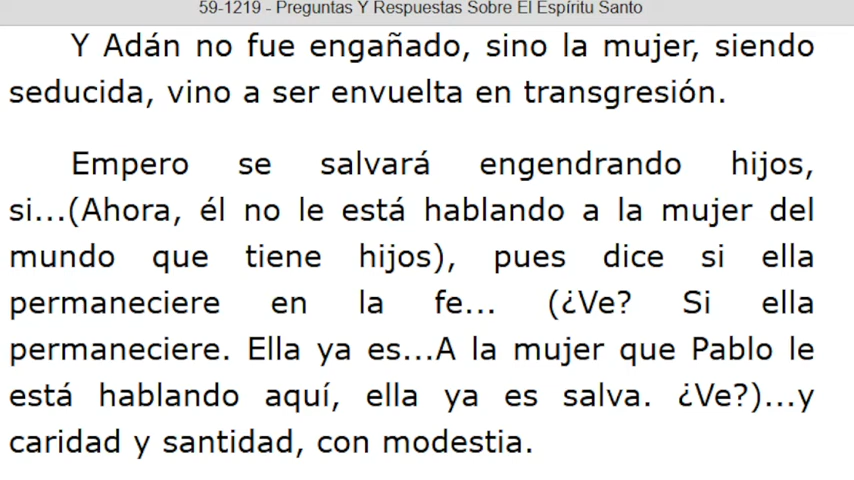 59-1219 - Preguntas Y Respuestas Sobre El Espíritu Santo
Y Adán no fue engañado, sino la mujer, siendo
seducida, vino a ser envuelta en transgresión.
Empero se salvará engendrando hijos,
si...(Ahora, él no le está hablando a la mujer del
mundo que tiene hijos), pues dice si ella
permaneciere en la fe... (¿Ve? Si ella
permaneciere. Ella ya es...A la mujer que Pablo le
está hablando aquí, ella ya es salva. ¿Ve?)...y
caridad y santidad, con modestia.